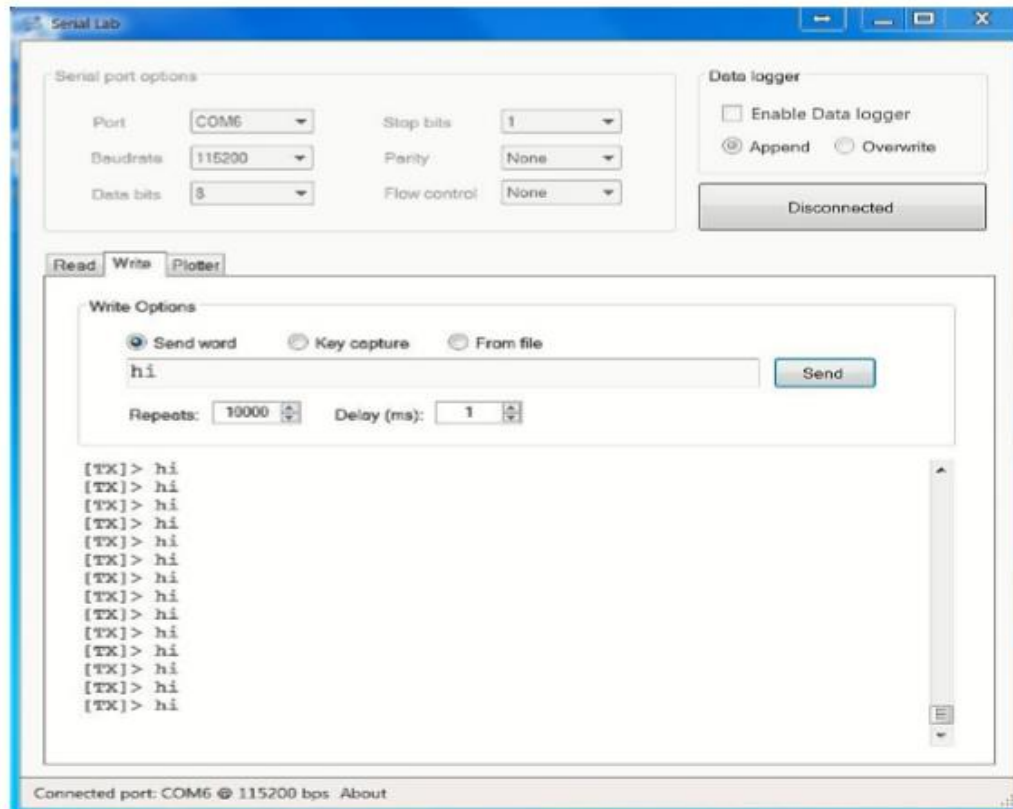 Serial Lab
Serial port options
Port COM6 Stop bits 1
Baudrate 115200 Parity None
Data bits 8 Flow control None
Data logger
Enable Data logger
Append Overwrite
Disconnected
Read Write Plotter
Write Options
Send word Key capture From file
hi Send
Repeats: 10000 Delay (ms): 1
[TX]> hi
[TX]> hi
[TX]> hi
[TX]> hi
[TX]> hi
[TX]> hi
[TX]> hi
[TX]> hi
[TX]> hi
[TX]> hi
[TX]> hi
[TX]> hi
[TX]> hi
[TX]> hi
Connected port: COM6 @ 115200 bps About